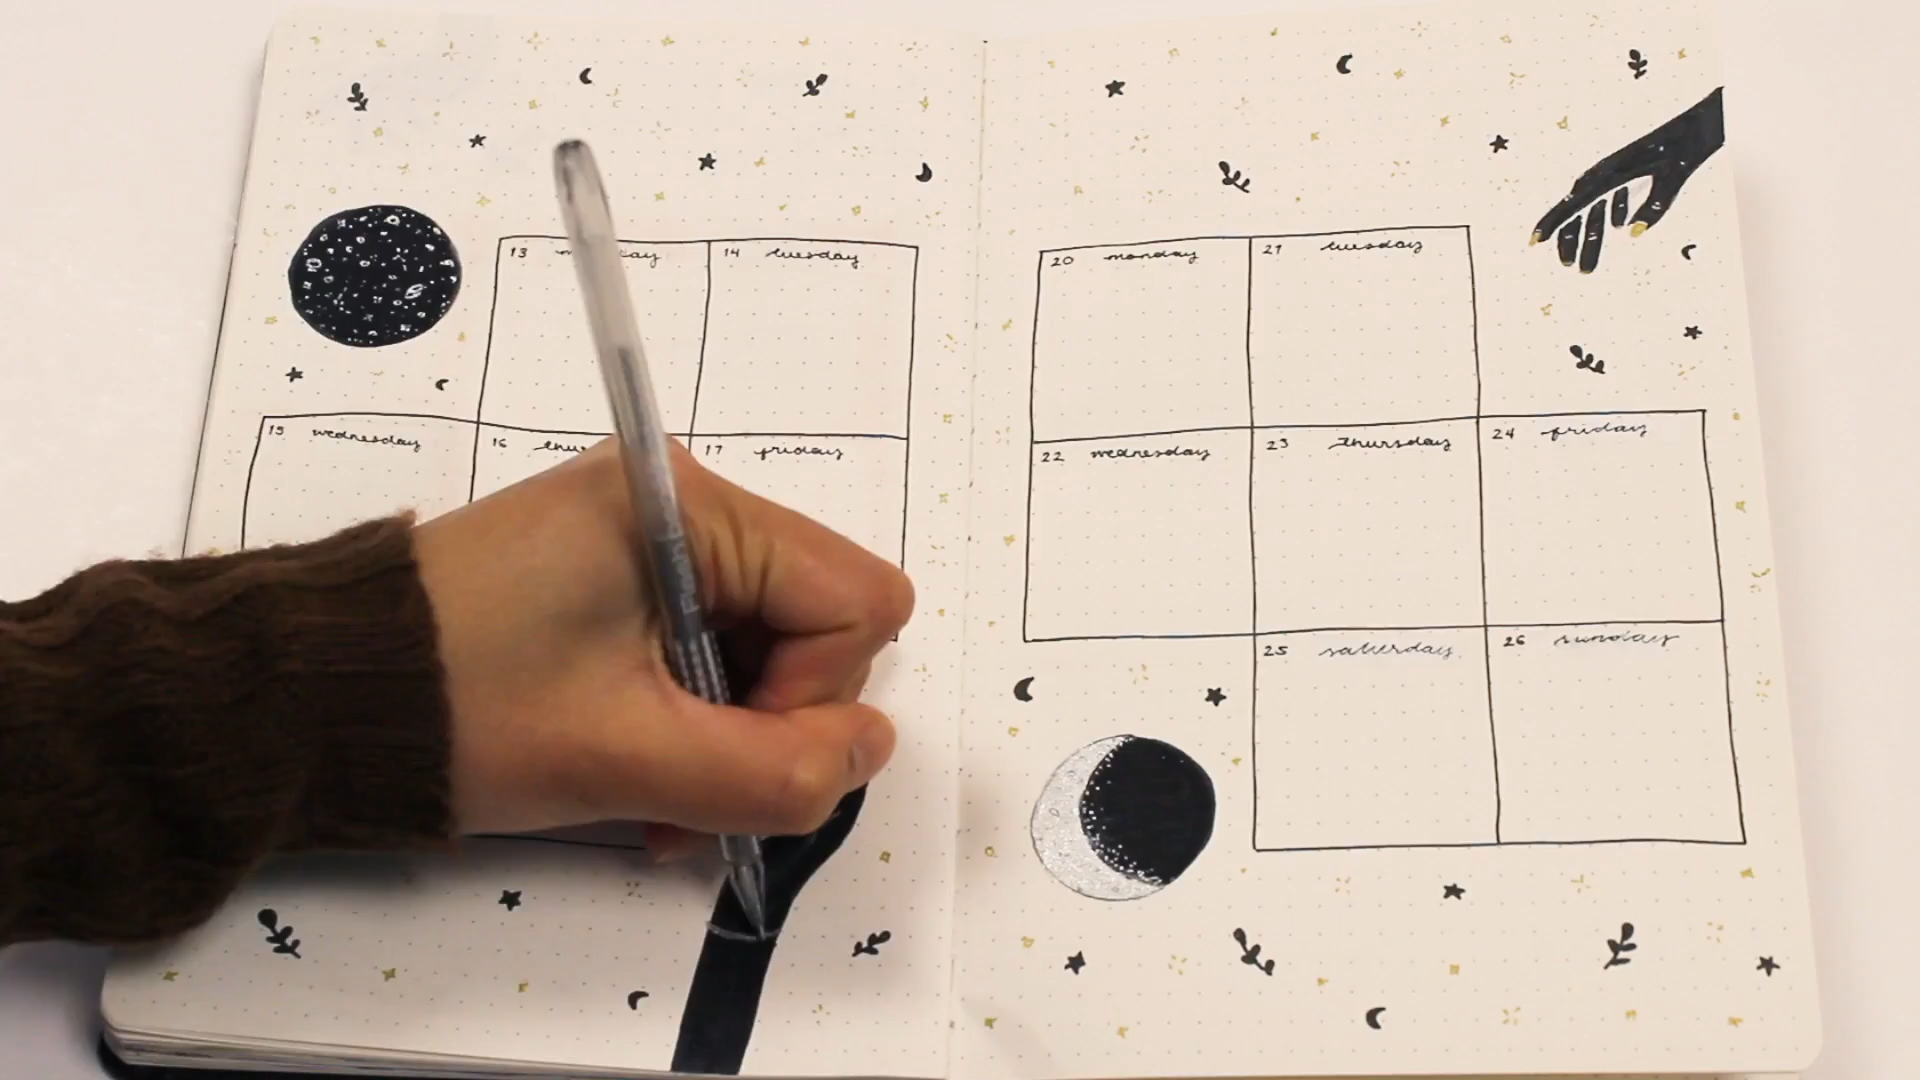 13
14 tuesday
15 wednesday
16
17 friday
20 monday
21 tuesday
22 wednesday
23 thursday
24 friday
25 saturday
26 sunday